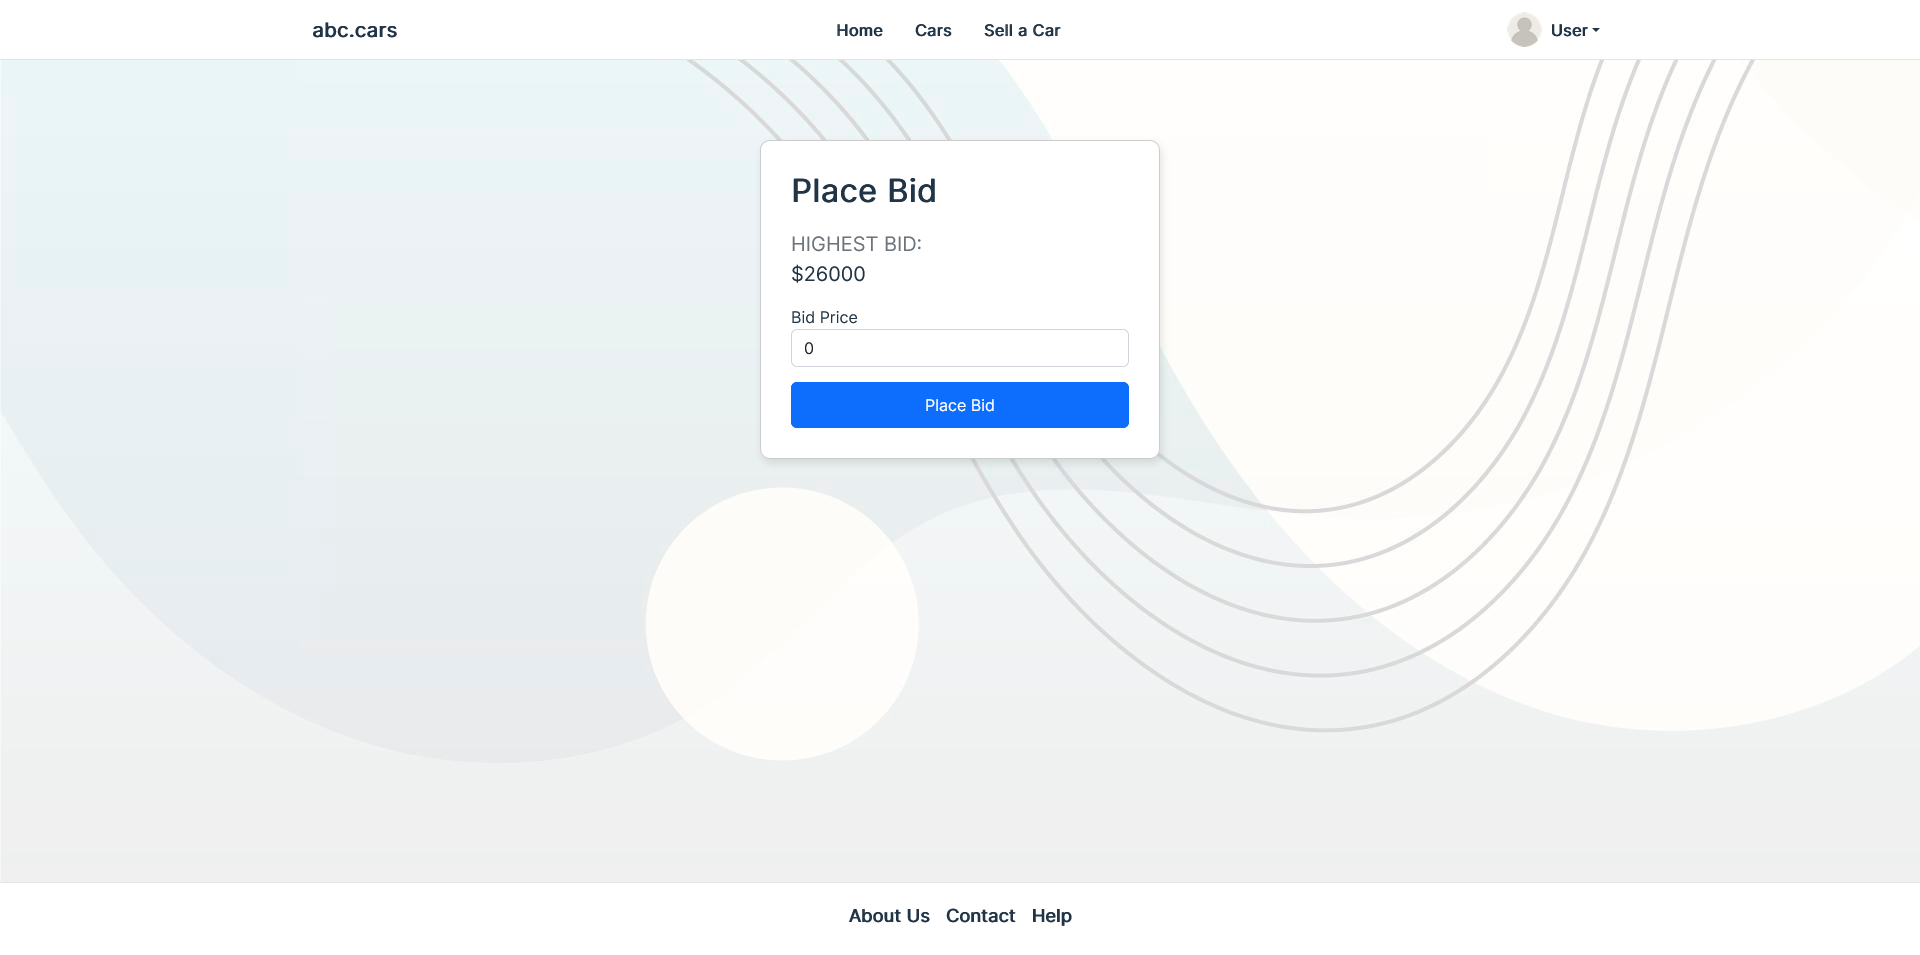 abc.cars
Home Cars Sell a Car
User
Place Bid
HIGHEST BID:
$26000
Bid Price
0
Place Bid
About Us Contact Help